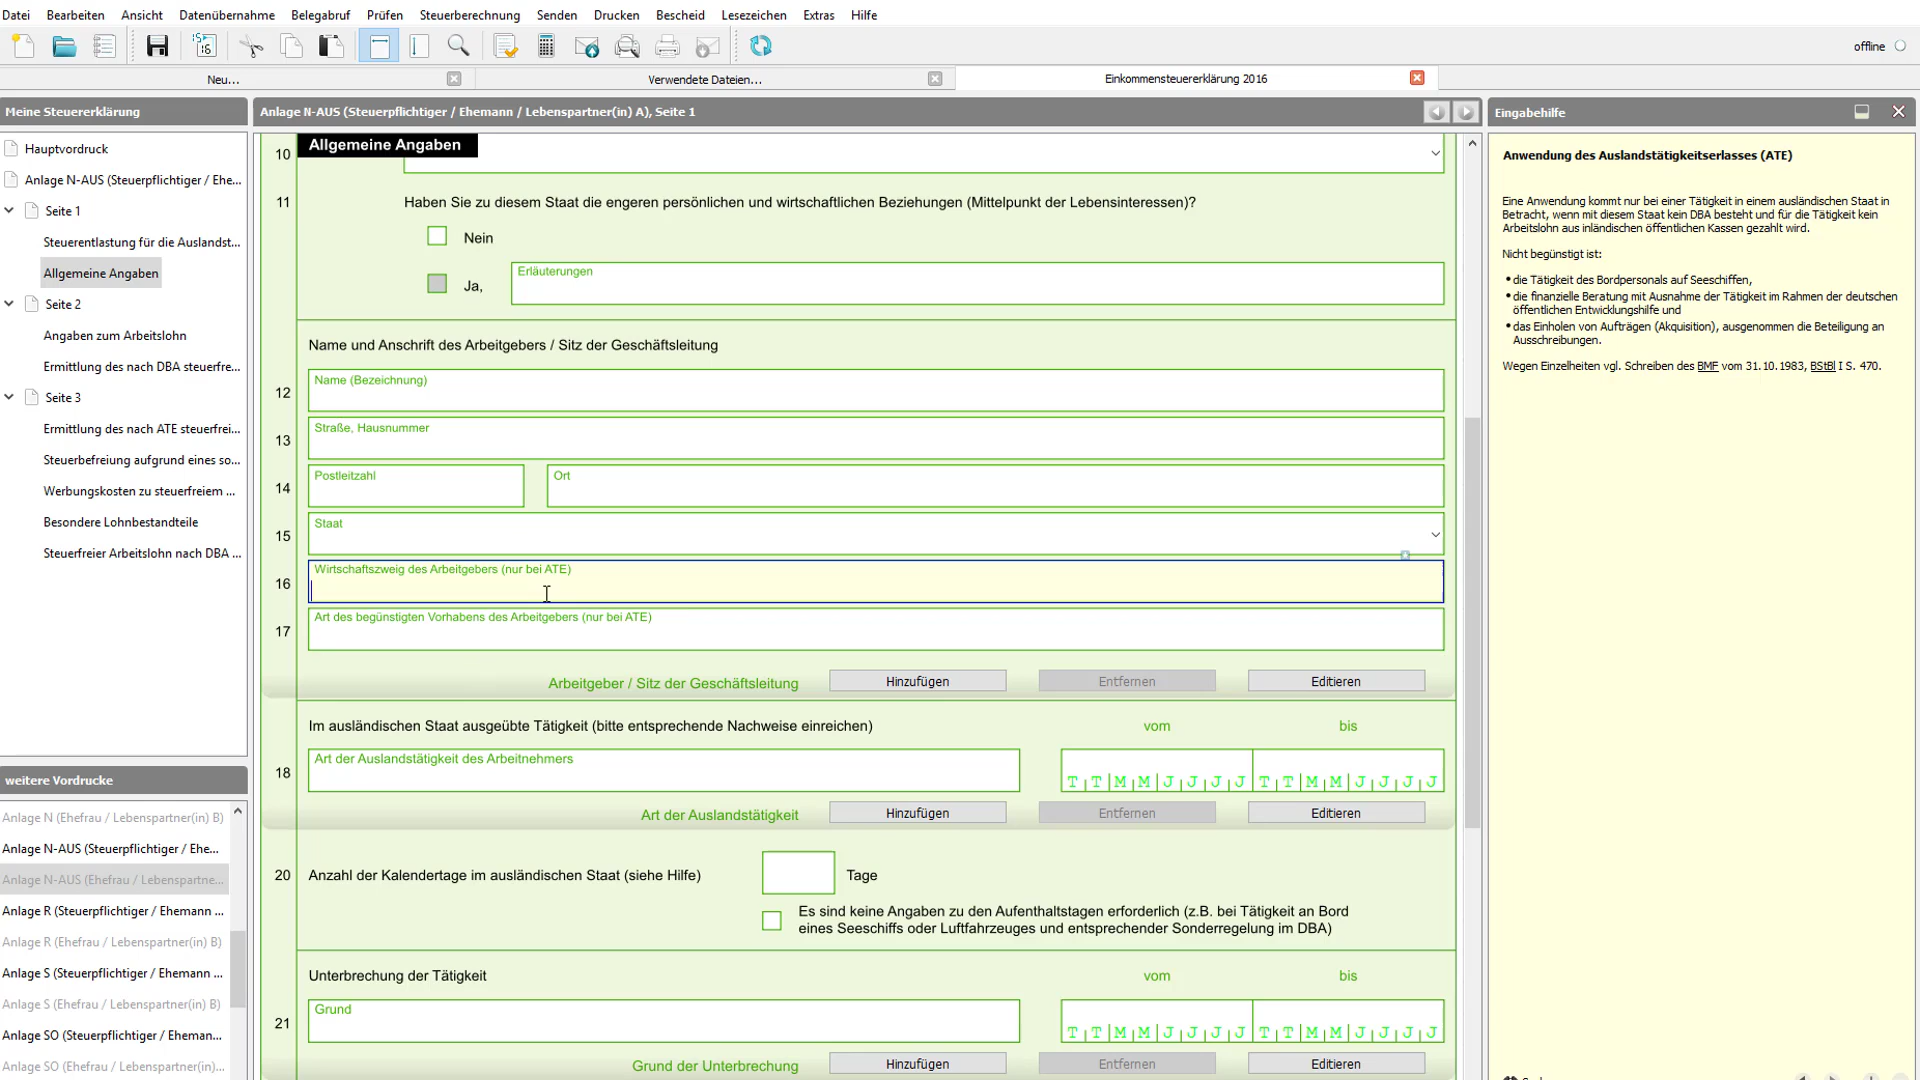 Datei Bearbeiten Ansicht Datenübernahme Belegabruf Prüfen Steuerberechnung Senden Drucken Bescheid Lesezeichen Extras Hilfe
offline
Neu... Verwendete Dateien... Einkommensteuererklärung 2016
Meine Steuererklärung
Hauptvordruck
Anlage N-AUS (Steuerpflichtiger / Ehe...
Seite 1
Steuerentlastung für die Auslandst...
Allgemeine Angaben
Seite 2
Angaben zum Arbeitslohn
Ermittlung des nach DBA steuerfre...
Seite 3
Ermittlung des nach ATE steuerfrei...
Steuerbefreiung aufgrund eines so...
Werbungskosten zu steuerfreiem ...
Besondere Lohnbestandteile
Steuerfreier Arbeitslohn nach DBA ...
weitere Vordrucke
Anlage N (Ehefrau / Lebenspartner(in) B)
Anlage N-AUS (Steuerpflichtiger / Ehe...
Anlage N-AUS (Ehefrau / Lebenspartne...
Anlage R (Steuerpflichtiger / Ehemann ...
Anlage R (Ehefrau / Lebenspartner(in) B)
Anlage S (Steuerpflichtiger / Ehemann ...
Anlage S (Ehefrau / Lebenspartner(in) B)
Anlage SO (Steuerpflichtiger / Eheman...
Anlage SO (Ehefrau / Lebenspartner(in)...
Anlage N-AUS (Steuerpflichtiger / Ehemann / Lebenspartner(in) A), Seite 1
Allgemeine Angaben
10
11 Haben Sie zu diesem Staat die engeren persönlichen und wirtschaftlichen Beziehungen (Mittelpunkt der Lebensinteressen)?
Nein
Ja, Erläuterungen
Name und Anschrift des Arbeitgebers / Sitz der Geschäftsleitung
12 Name (Bezeichnung)
13 Straße, Hausnummer
14 Postleitzahl Ort
15 Staat
16 Wirtschaftszweig des Arbeitgebers (nur bei ATE)
17 Art des begünstigten Vorhabens des Arbeitgebers (nur bei ATE)
Arbeitgeber / Sitz der Geschäftsleitung Hinzufügen Entfernen Editieren
Im ausländischen Staat ausgeübte Tätigkeit (bitte entsprechende Nachweise einreichen) vom bis
18 Art der Auslandstätigkeit des Arbeitnehmers T T M M J J J J T T M M J J J J
Art der Auslandstätigkeit Hinzufügen Entfernen Editieren
20 Anzahl der Kalendertage im ausländischen Staat (siehe Hilfe) Tage
Es sind keine Angaben zu den Aufenthaltstagen erforderlich (z.B. bei Tätigkeit an Bord
eines Seeschiffs oder Luftfahrzeuges und entsprechender Sonderregelung im DBA)
Unterbrechung der Tätigkeit vom bis
21 Grund T T M M J J J J T T M M J J J J
Grund der Unterbrechung Hinzufügen Entfernen Editieren
Eingabehilfe
Anwendung des Auslandstätigkeitserlasses (ATE)
Eine Anwendung kommt nur bei einer Tätigkeit in einem ausländischen Staat in
Betracht, wenn mit diesem Staat kein DBA besteht und für die Tätigkeit kein
Arbeitslohn aus inländischen öffentlichen Kassen gezahlt wird.
Nicht begünstigt ist:
• die Tätigkeit des Bordpersonals auf Seeschiffen,
• die finanzielle Beratung mit Ausnahme der Tätigkeit im Rahmen der deutschen
öffentlichen Entwicklungshilfe und
• das Einholen von Aufträgen (Akquisition), ausgenommen die Beteiligung an
Ausschreibungen.
Wegen Einzelheiten vgl. Schreiben des BMF vom 31.10.1983, BStBl I S. 470.